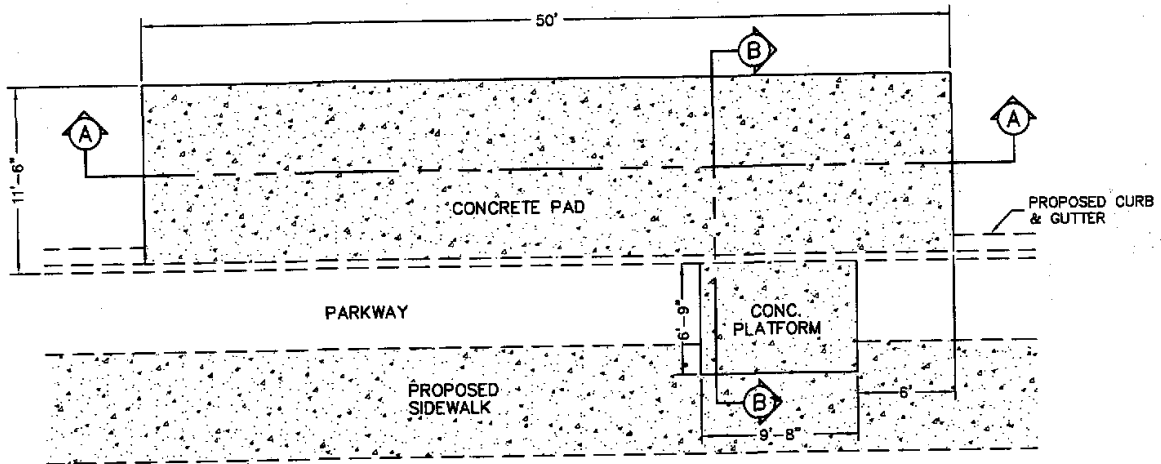 50'
B
A
A
11'-6"
CONCRETE PAD
PROPOSED CURB
& GUTTER
PARKWAY
6'-9"
CONC.
PLATFORM
PROPOSED
SIDEWALK
B
6'
9'-8"